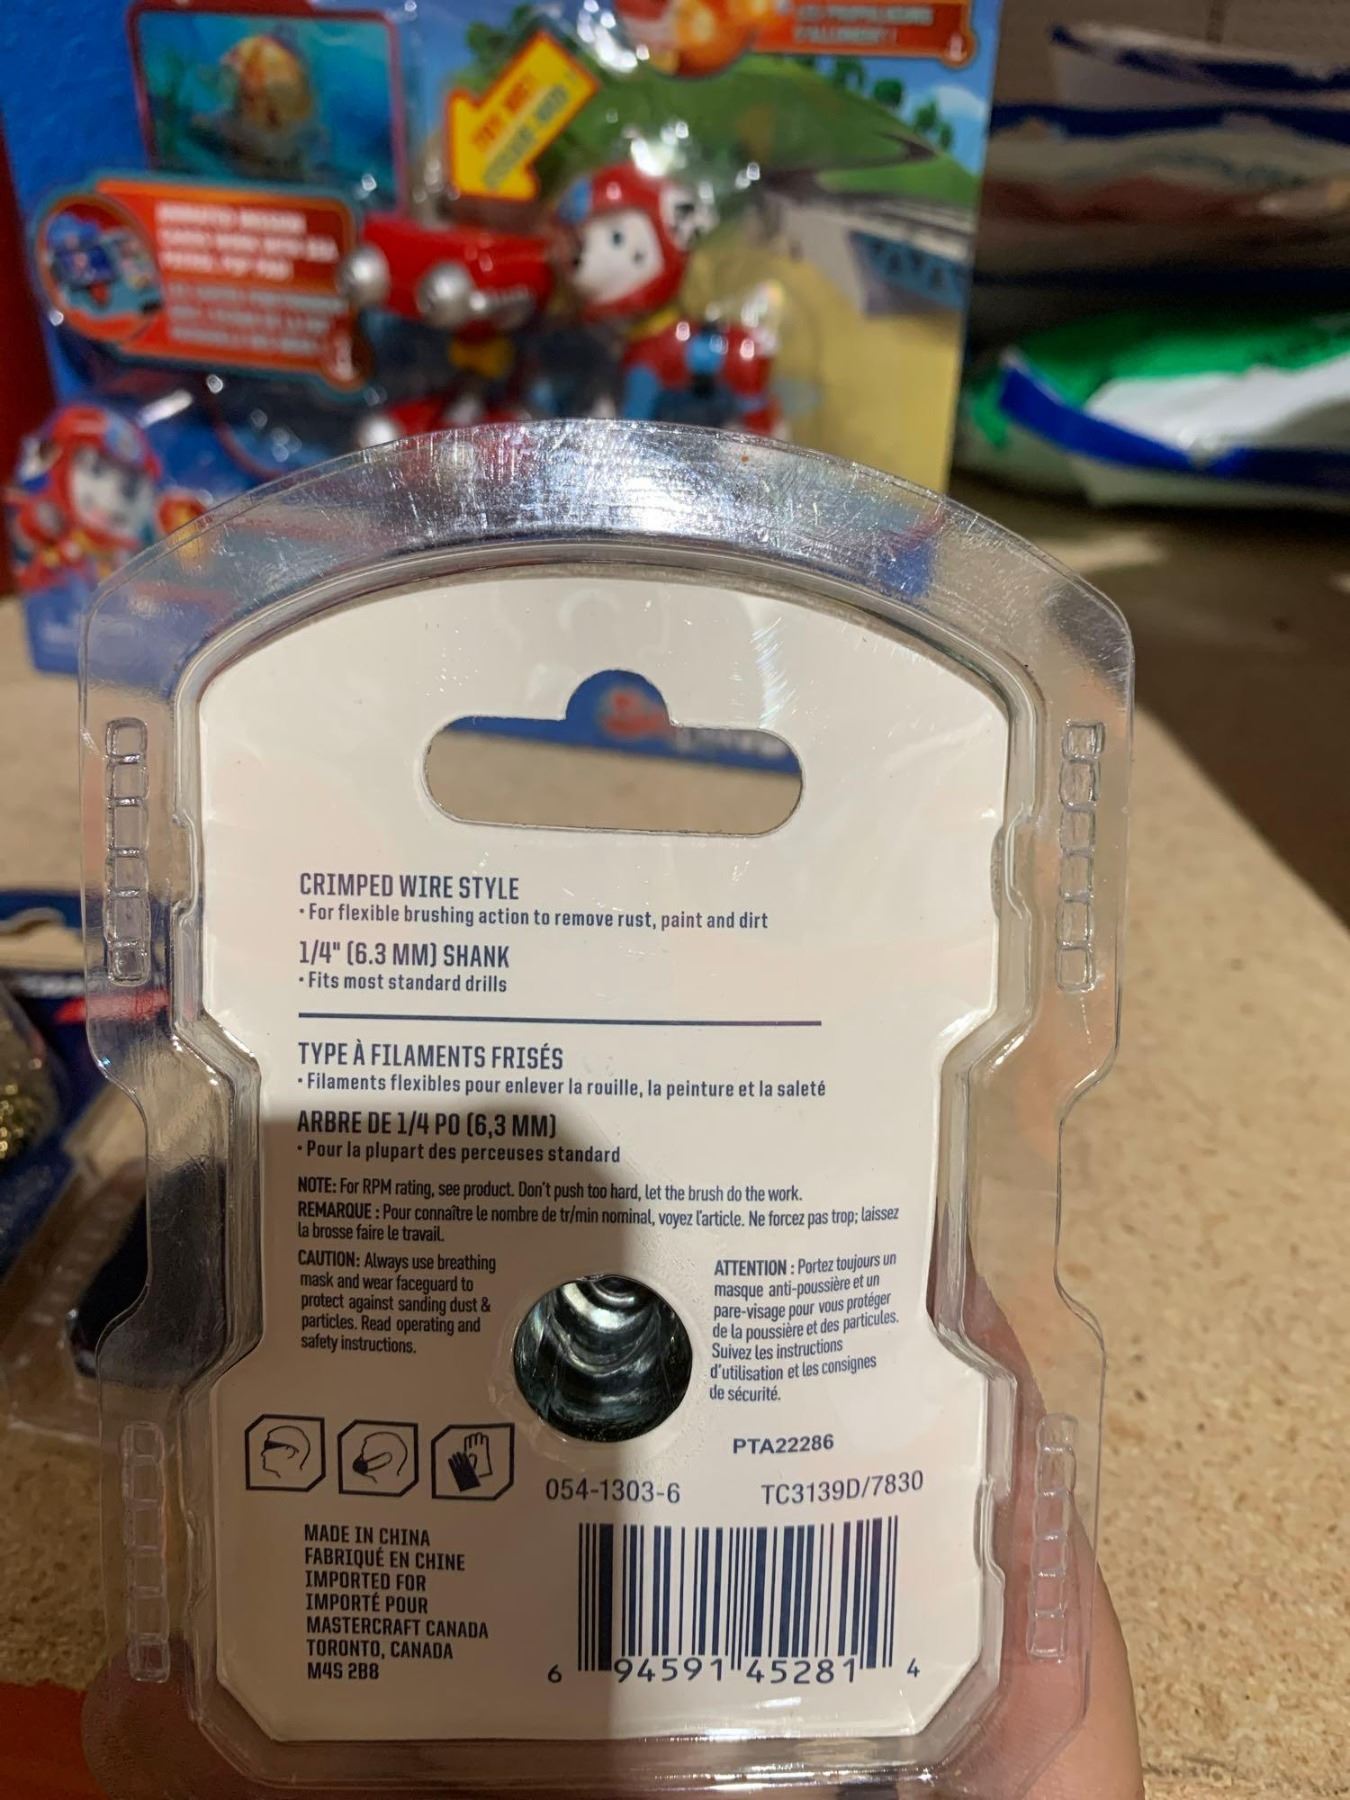 CRIMPED WIRE STYLE
• For flexible brushing action to remove rust, paint and dirt
1/4" (6.3 MM) SHANK
• Fits most standard drills
TYPE À FILAMENTS FRISÉS
• Filaments flexibles pour enlever la rouille, la peinture et la saleté
ARBRE DE 1/4 PO (6,3 MM)
• Pour la plupart des perceuses standard
NOTE: For RPM rating, see product. Don't push too hard, let the brush do the work.
REMARQUE : Pour connaître le nombre de tr/min nominal, voyez l'article. Ne forcez pas trop; laissez
la brosse faire le travail.
CAUTION: Always use breathing
mask and wear faceguard to
protect against sanding dust &
particles. Read operating and
safety instructions.
ATTENTION : Portez toujours un
masque anti-poussière et un
pare-visage pour vous protéger
de la poussière et des particules.
Suivez les instructions
d'utilisation et les consignes
de sécurité.
PTA22286
054-1303-6 TC3139D/7830
MADE IN CHINA
FABRIQUÉ EN CHINE
IMPORTED FOR
IMPORTÉ POUR
MASTERCRAFT CANADA
TORONTO, CANADA
M4S 2B8
6 94591 45281 4